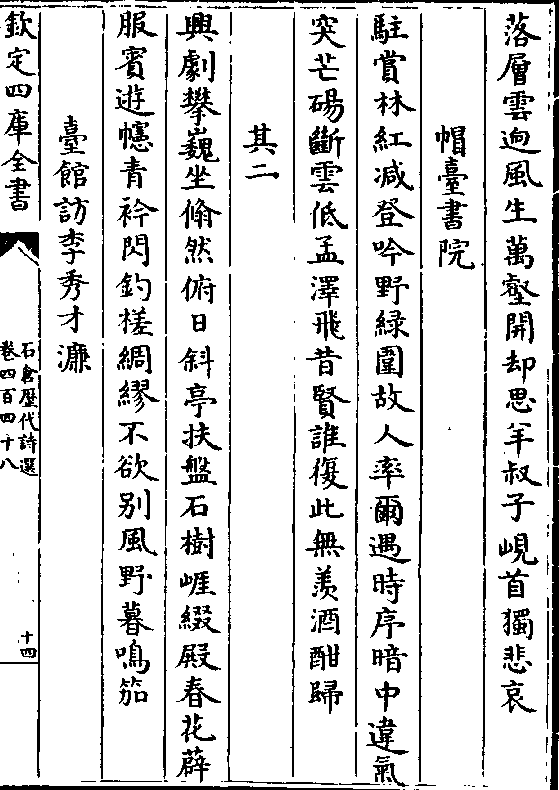 落層雲逈風生萬壑開却思羊叔子峴首獨悲哀
帽臺書院
駐賞林紅减登吟野綠圍故人率爾遇時序暗中違氣
突芒碭斷雲低孟澤飛昔賢誰復此無羨酒酣歸
其二
興劇攀巍坐翛然俯日斜亭扶盤石樹崕綴殿春花薜
服賓遊幰青衿閃釣槎綢繆不欲别風野暮鳴笳
臺館訪李秀才濂
欽定四庫全書
石倉歷代詩選
卷四百四十八
十四